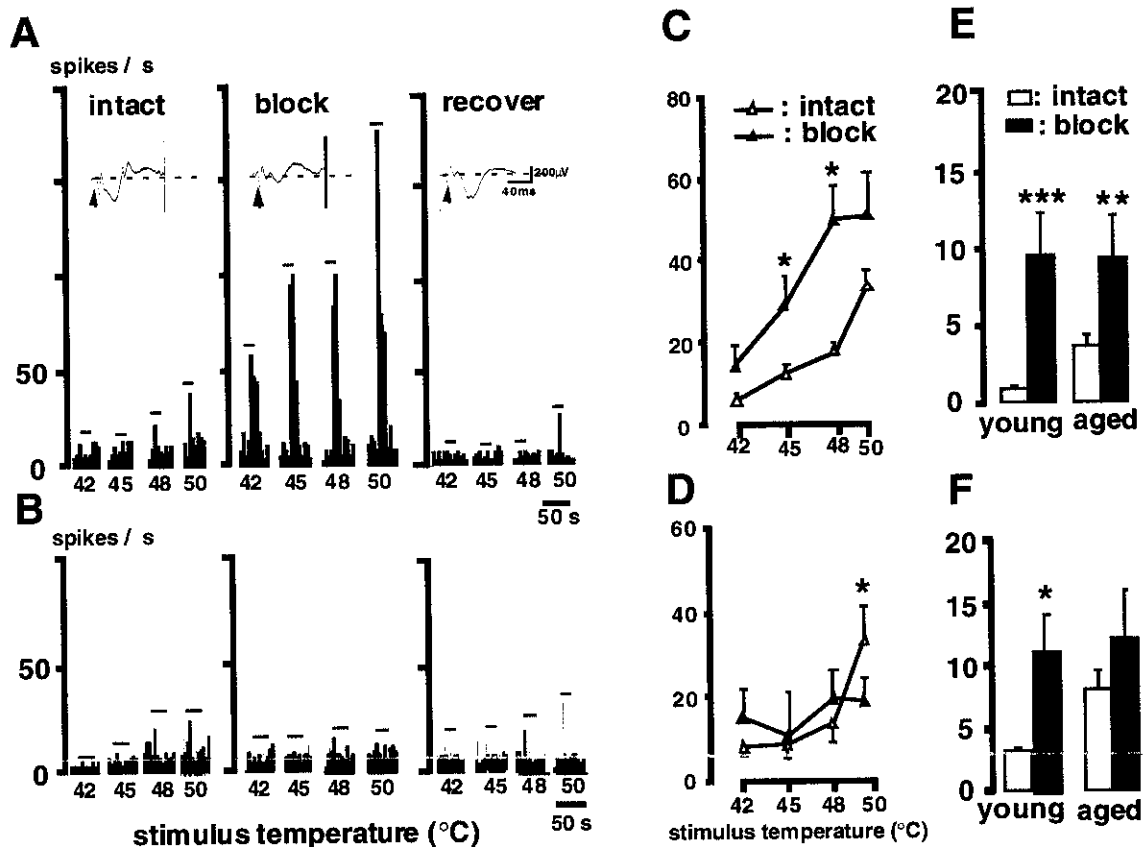 A
spikes / s
intact
block
recover
200µV
40ms
50
0
42 45 48 50
42 45 48 50
42 45 48 50
50 s
B
spikes / s
50
0
42 45 48 50
42 45 48 50
42 45 48 50
50 s
stimulus temperature (°C)
C
: intact
: block
80
60
40
20
0
* *
42 45 48 50
D
60
40
20
0
*
42 45 48 50
stimulus temperature (°C)
E
: intact
: block
20
15
10
5
0
*** **
young aged
F
20
15
10
5
0
*
young aged